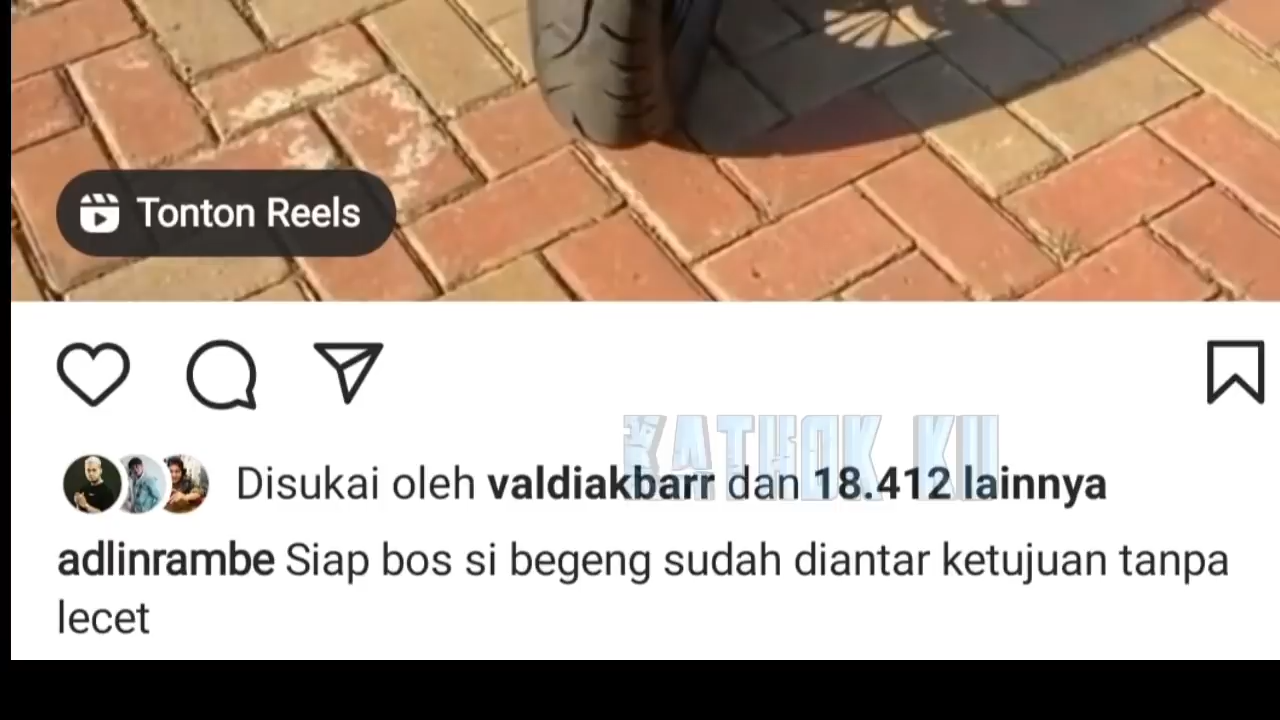 Tonton Reels
KATHOK KU
Disukai oleh valdiakbarr dan 18.412 lainnya
adlinrambe Siap bos si begeng sudah diantar ketujuan tanpa
lecet